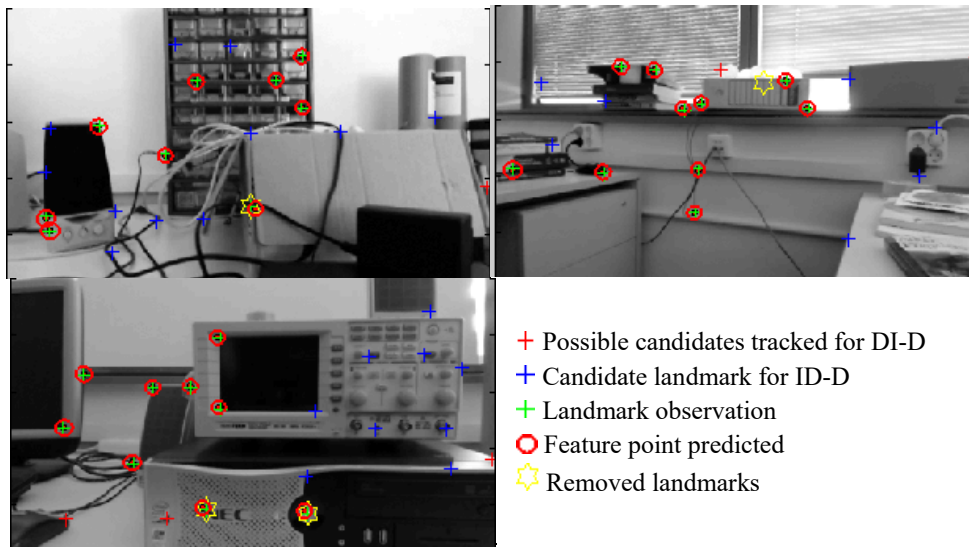 Possible candidates tracked for DI-D
Candidate landmark for ID-D
Landmark observation
Feature point predicted
Removed landmarks